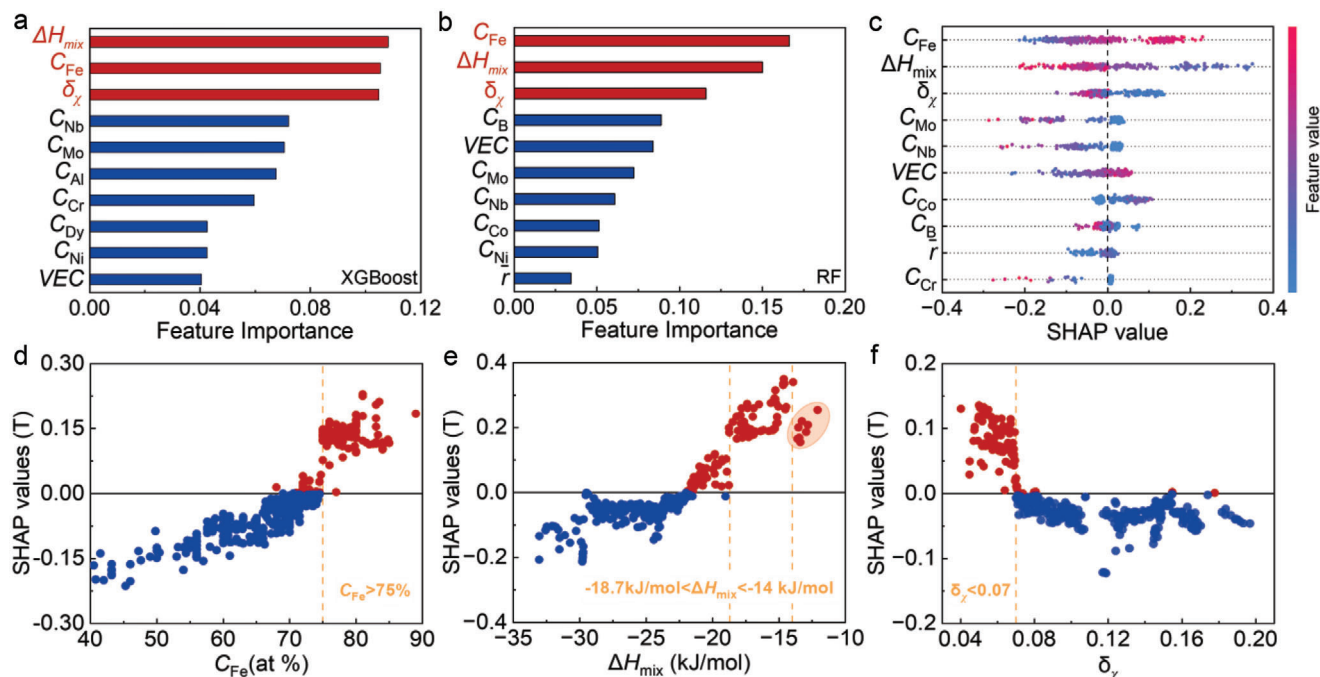 a
ΔHmix
CFe
δχ
CNb
CMo
CAl
CCr
CDy
CNi
VEC
XGBoost
0.00 0.04 0.08 0.12
Feature Importance
b
CFe
ΔHmix
δχ
CB
VEC
CMo
CNb
CCo
CNi
r̄
RF
0.00 0.05 0.10 0.15 0.20
Feature Importance
c
CFe
ΔHmix
δχ
CMo
CNb
VEC
CCo
CB
r̄
CCr
−0.4 −0.2 0.0 0.2 0.4
SHAP value
Feature value
d
SHAP values (T)
0.30
0.15
0.00
-0.15
-0.30
CFe>75%
40 50 60 70 80 90
CFe(at %)
e
SHAP values (T)
0.4
0.2
0.0
−0.2
−0.4
-18.7kJ/mol<ΔHmix<-14 kJ/mol
−35 −30 −25 −20 −15 −10
ΔHmix (kJ/mol)
f
SHAP values (T)
0.2
0.1
0.0
−0.1
−0.2
δχ<0.07
0.04 0.08 0.12 0.16 0.20
δχ